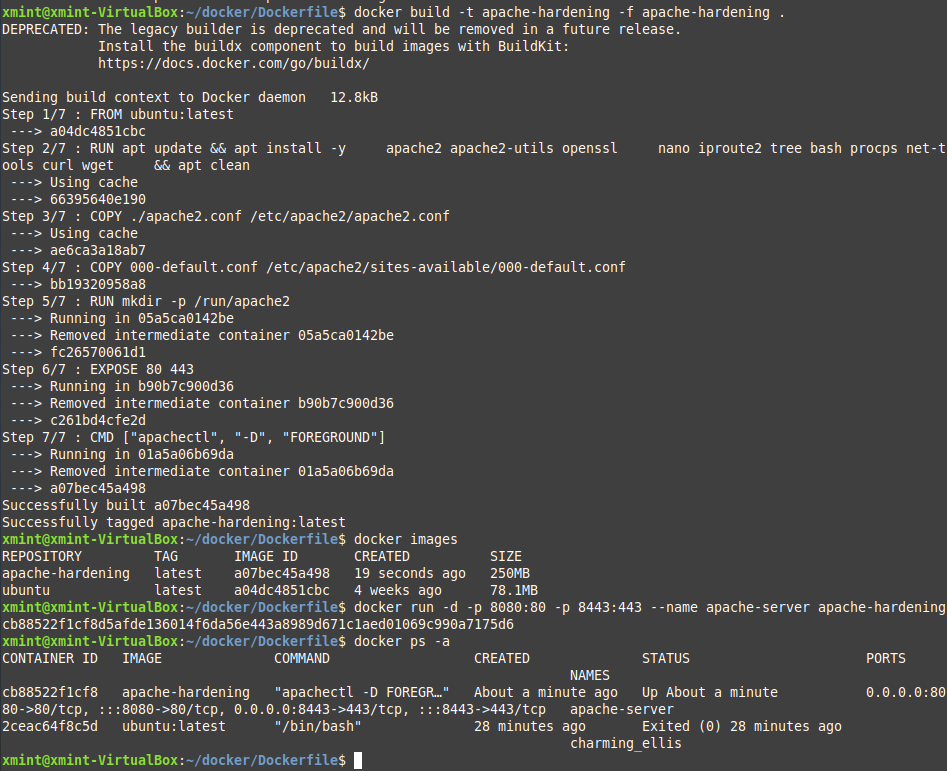 xmint@xmint-VirtualBox:~/docker/Dockerfile$ docker build -t apache-hardening -f apache-hardening .
DEPRECATED: The legacy builder is deprecated and will be removed in a future release.
            Install the buildx component to build images with BuildKit:
            https://docs.docker.com/go/buildx/

Sending build context to Docker daemon   12.8kB
Step 1/7 : FROM ubuntu:latest
 ---> a04dc4851cbc
Step 2/7 : RUN apt update && apt install -y     apache2 apache2-utils openssl     nano iproute2 tree bash procps net-t
ools curl wget     && apt clean
 ---> Using cache
 ---> 66395640e190
Step 3/7 : COPY ./apache2.conf /etc/apache2/apache2.conf
 ---> Using cache
 ---> ae6ca3a18ab7
Step 4/7 : COPY 000-default.conf /etc/apache2/sites-available/000-default.conf
 ---> bb19320958a8
Step 5/7 : RUN mkdir -p /run/apache2
 ---> Running in 05a5ca0142be
 ---> Removed intermediate container 05a5ca0142be
 ---> fc26570061d1
Step 6/7 : EXPOSE 80 443
 ---> Running in b90b7c900d36
 ---> Removed intermediate container b90b7c900d36
 ---> c261bd4cfe2d
Step 7/7 : CMD ["apachectl", "-D", "FOREGROUND"]
 ---> Running in 01a5a06b69da
 ---> Removed intermediate container 01a5a06b69da
 ---> a07bec45a498
Successfully built a07bec45a498
Successfully tagged apache-hardening:latest
xmint@xmint-VirtualBox:~/docker/Dockerfile$ docker images
REPOSITORY         TAG       IMAGE ID       CREATED          SIZE
apache-hardening   latest    a07bec45a498   19 seconds ago   250MB
ubuntu             latest    a04dc4851cbc   4 weeks ago      78.1MB
xmint@xmint-VirtualBox:~/docker/Dockerfile$ docker run -d -p 8080:80 -p 8443:443 --name apache-server apache-hardening
cb88522f1cf8d5afde136014f6da56e443a8989d671c1aed01069c990a7175d6
xmint@xmint-VirtualBox:~/docker/Dockerfile$ docker ps -a
CONTAINER ID   IMAGE              COMMAND                  CREATED              STATUS                      PORTS
                                                                       NAMES
cb88522f1cf8   apache-hardening   "apachectl -D FOREGR…"   About a minute ago   Up About a minute           0.0.0.0:80
80->80/tcp, :::8080->80/tcp, 0.0.0.0:8443->443/tcp, :::8443->443/tcp   apache-server
2ceac64f8c5d   ubuntu:latest      "/bin/bash"              28 minutes ago       Exited (0) 28 minutes ago
                                                                       charming_ellis
xmint@xmint-VirtualBox:~/docker/Dockerfile$